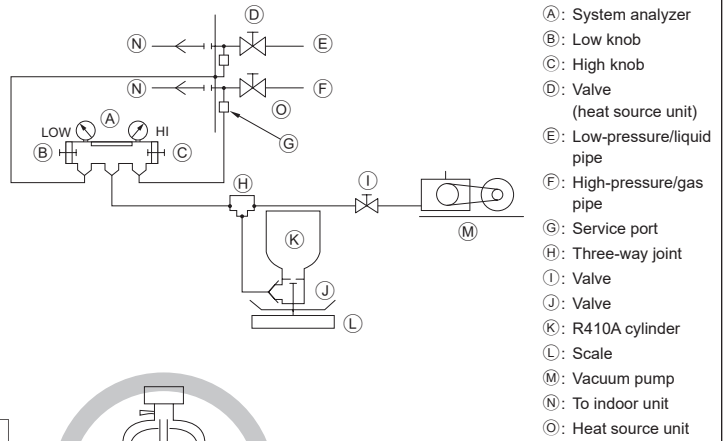 D
N
E
N
F
O
A
LOW
HI
G
B
C
H
I
K
M
J
L
Ⓐ: System analyzer
Ⓑ: Low knob
Ⓒ: High knob
Ⓓ: Valve
(heat source unit)
Ⓔ: Low-pressure/liquid
pipe
Ⓕ: High-pressure/gas
pipe
Ⓖ: Service port
Ⓗ: Three-way joint
Ⓘ: Valve
Ⓙ: Valve
Ⓚ: R410A cylinder
Ⓛ: Scale
Ⓜ: Vacuum pump
Ⓝ: To indoor unit
Ⓞ: Heat source unit